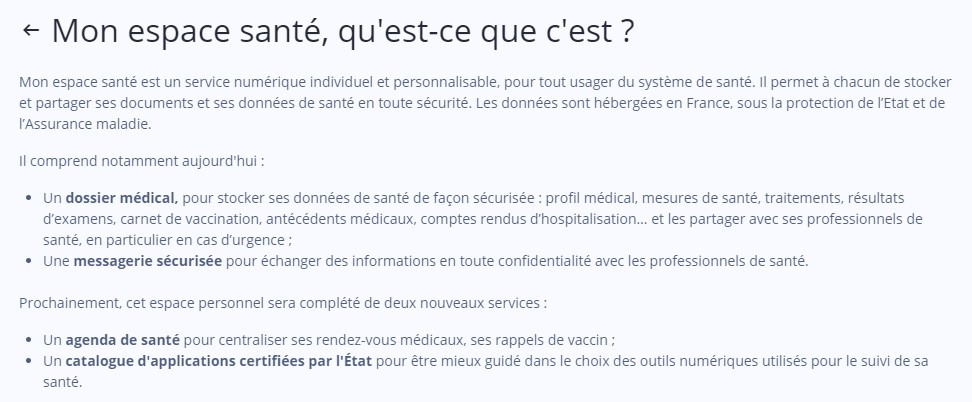 ← Mon espace santé, qu'est-ce que c'est ?
Mon espace santé est un service numérique individuel et personnalisable, pour tout usager du système de santé. Il permet à chacun de stocker
et partager ses documents et ses données de santé en toute sécurité. Les données sont hébergées en France, sous la protection de l’Etat et de
l’Assurance maladie.
Il comprend notamment aujourd'hui :
• Un dossier médical, pour stocker ses données de santé de façon sécurisée : profil médical, mesures de santé, traitements, résultats
d’examens, carnet de vaccination, antécédents médicaux, comptes rendus d’hospitalisation... et les partager avec ses professionnels de
santé, en particulier en cas d’urgence ;
• Une messagerie sécurisée pour échanger des informations en toute confidentialité avec les professionnels de santé.
Prochainement, cet espace personnel sera complété de deux nouveaux services :
• Un agenda de santé pour centraliser ses rendez-vous médicaux, ses rappels de vaccin ;
• Un catalogue d'applications certifiées par l'État pour être mieux guidé dans le choix des outils numériques utilisés pour le suivi de sa
santé.